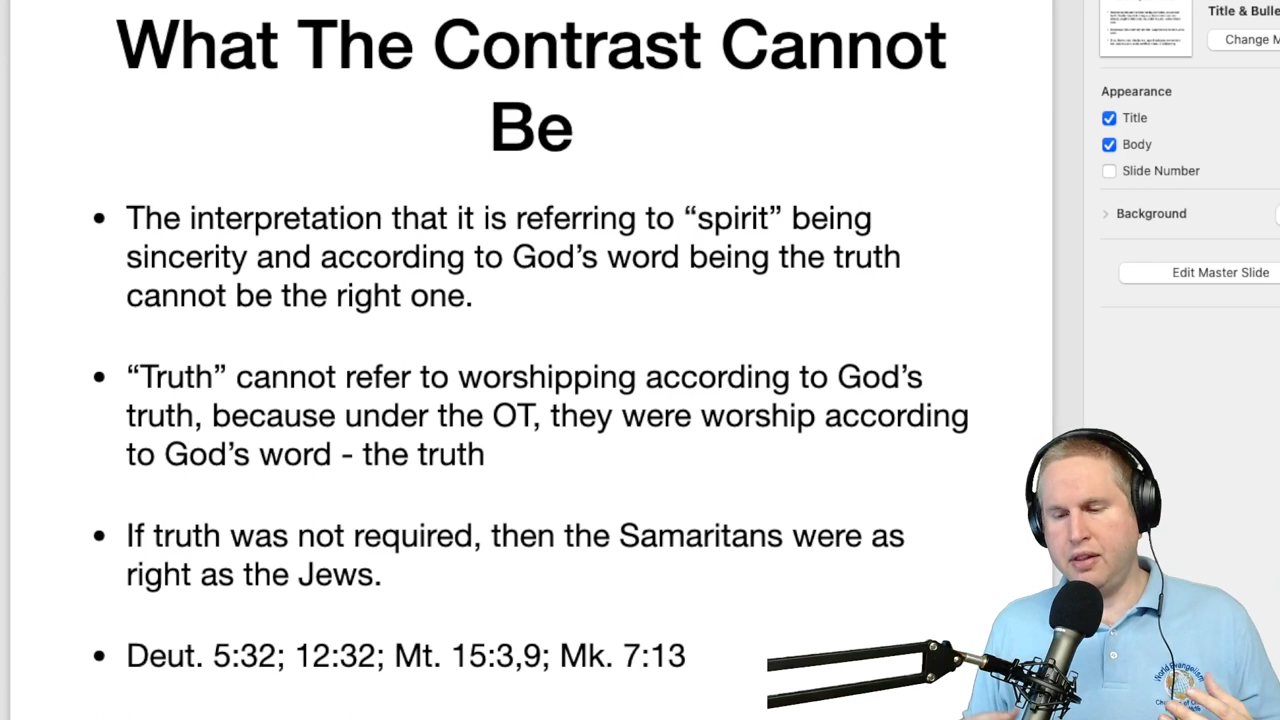 What The Contrast Cannot
Be
• The interpretation that it is referring to “spirit” being
sincerity and according to God’s word being the truth
cannot be the right one.
• “Truth” cannot refer to worshipping according to God’s
truth, because under the OT, they were worship according
to God’s word - the truth
• If truth was not required, then the Samaritans were as
right as the Jews.
• Deut. 5:32; 12:32; Mt. 15:3,9; Mk. 7:13
Title & Bulle
Change M
Appearance
Title
Body
Slide Number
Background
Edit Master Slide
World Evangelism